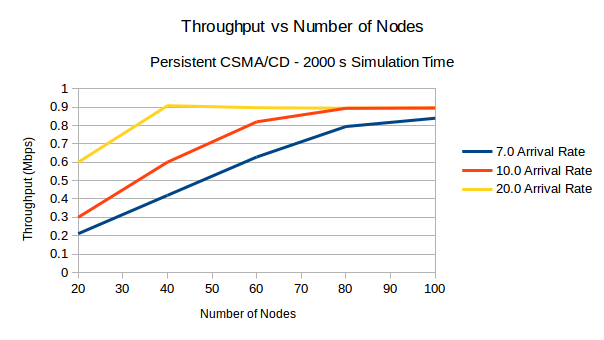 Throughput vs Number of Nodes
Persistent CSMA/CD - 2000 s Simulation Time
Throughput (Mbps)
1
0.9
0.8
0.7
0.6
0.5
0.4
0.3
0.2
0.1
0
20 30 40 50 60 70 80 90 100
Number of Nodes
7.0 Arrival Rate
10.0 Arrival Rate
20.0 Arrival Rate